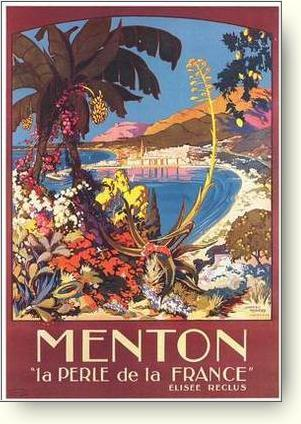 MENTON
"la PERLE de la FRANCE"
ELISÉE RECLUS